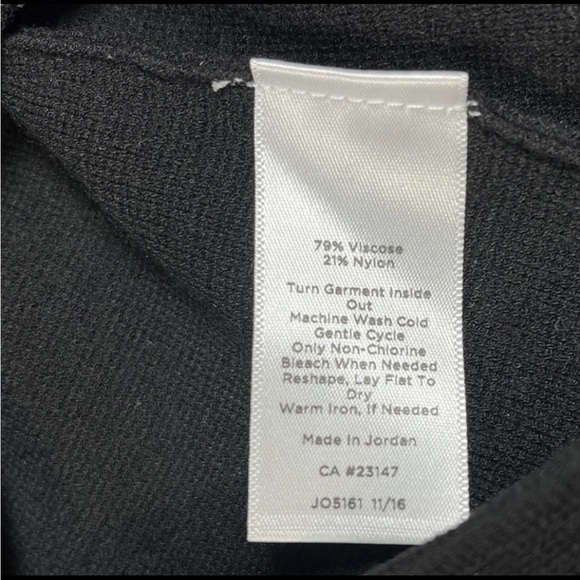 79% Viscose
21% Nylon
Turn Garment Inside
Out
Machine Wash Cold
Gentle Cycle
Only Non-Chlorine
Bleach When Needed
Reshape, Lay Flat To
Dry
Warm Iron, If Needed
Made In Jordan
CA #23147
JO5161 11/16